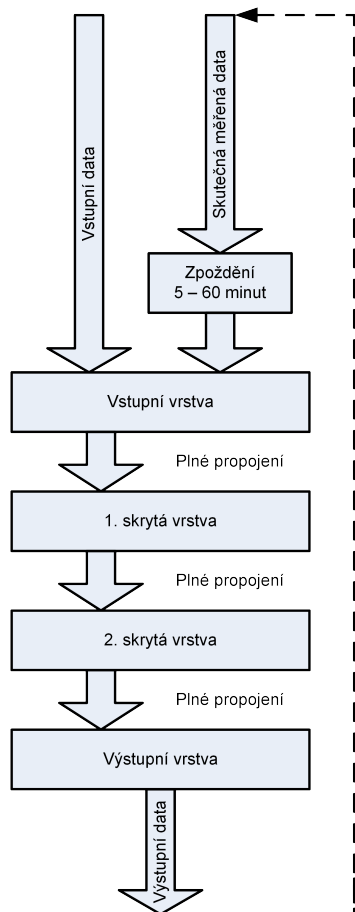 Vstupní data
Skutečná měřená data
Zpoždění
5 – 60 minut
Vstupní vrstva
Plné propojení
1. skrytá vrstva
Plné propojení
2. skrytá vrstva
Plné propojení
Výstupní vrstva
Výstupní data